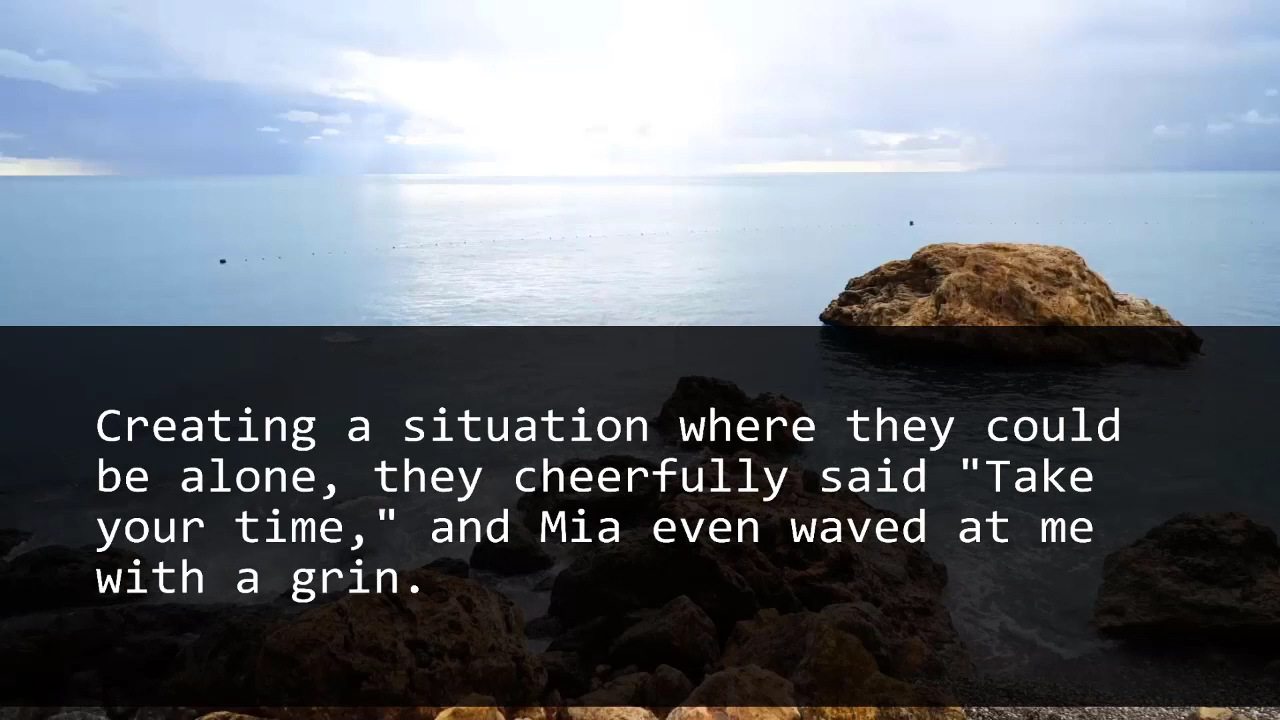 Creating a situation where they could
be alone, they cheerfully said "Take
your time," and Mia even waved at me
with a grin.